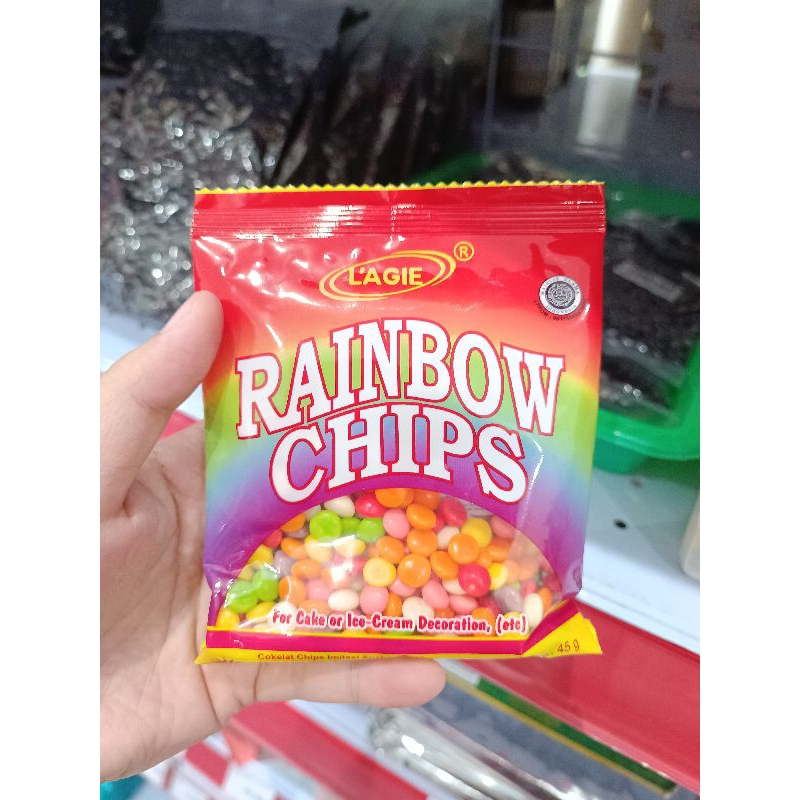 L'AGIE ®
RAINBOW
CHIPS
For Cake or Ice-Cream Decoration, (etc)
Cokelat Chips Imitasi
45 g